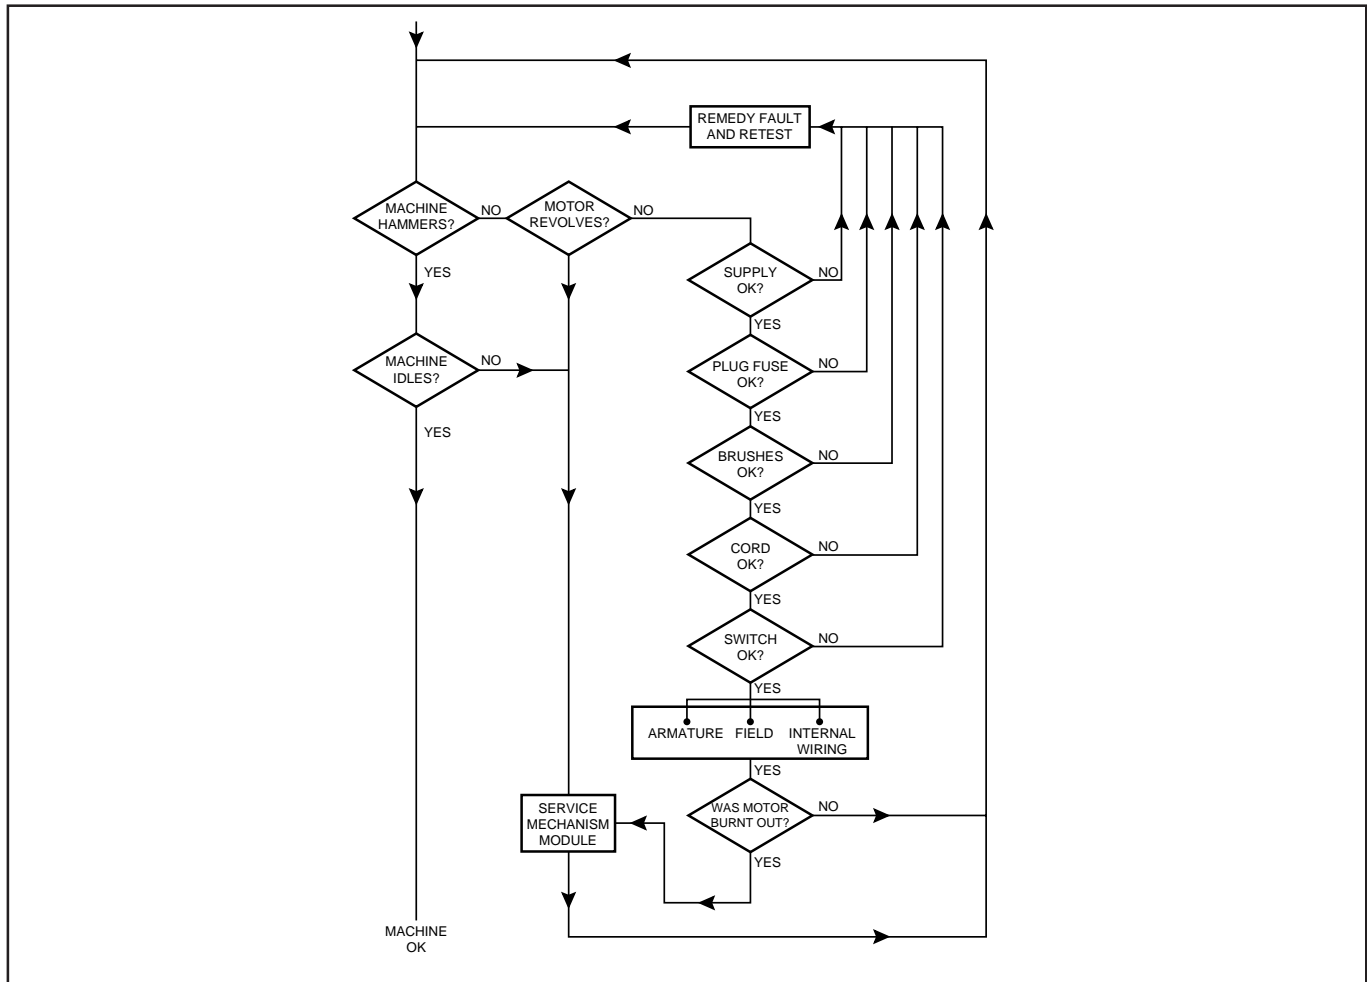 REMEDY FAULT
AND RETEST
MACHINE
HAMMERS?
NO
MOTOR
REVOLVES?
NO
YES
SUPPLY
OK?
NO
YES
MACHINE
IDLES?
NO
YES
PLUG FUSE
OK?
NO
YES
BRUSHES
OK?
NO
YES
CORD
OK?
NO
YES
SWITCH
OK?
NO
YES
ARMATURE
FIELD
INTERNAL
WIRING
YES
SERVICE
MECHANISM
MODULE
WAS MOTOR
BURNT OUT?
NO
YES
MACHINE
OK